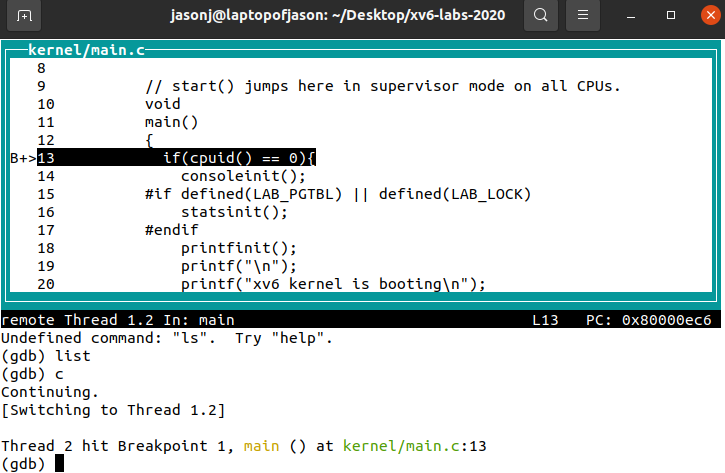 jasonj@laptopofjason: ~/Desktop/xv6-labs-2020
kernel/main.c
8
9           // start() jumps here in supervisor mode on all CPUs.
10          void
11          main()
12          {
B+>13            if(cpuid() == 0){
14              consoleinit();
15          #if defined(LAB_PGTBL) || defined(LAB_LOCK)
16              statsinit();
17          #endif
18              printfinit();
19              printf("\n");
20              printf("xv6 kernel is booting\n");
remote Thread 1.2 In: main                                 L13   PC: 0x80000ec6
Undefined command: "ls".  Try "help".
(gdb) list
(gdb) c
Continuing.
[Switching to Thread 1.2]
Thread 2 hit Breakpoint 1, main () at kernel/main.c:13
(gdb)